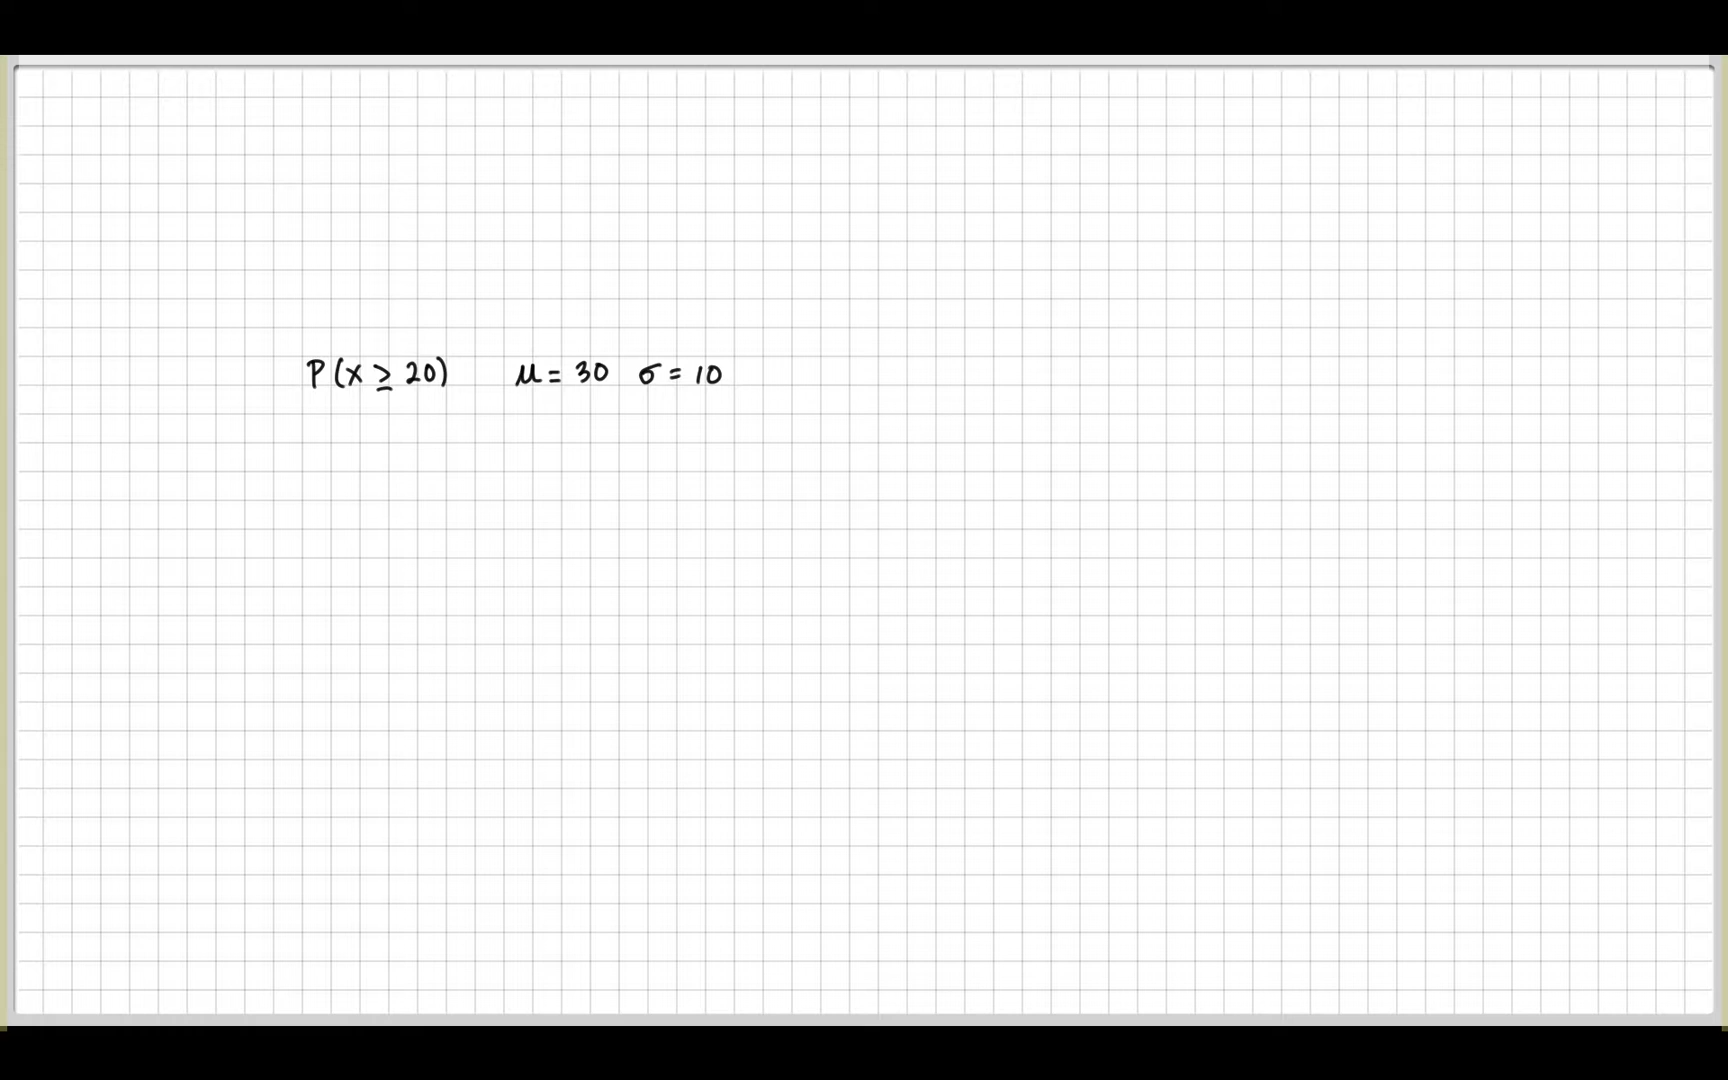 P(x ≥ 20) μ = 30 σ = 10